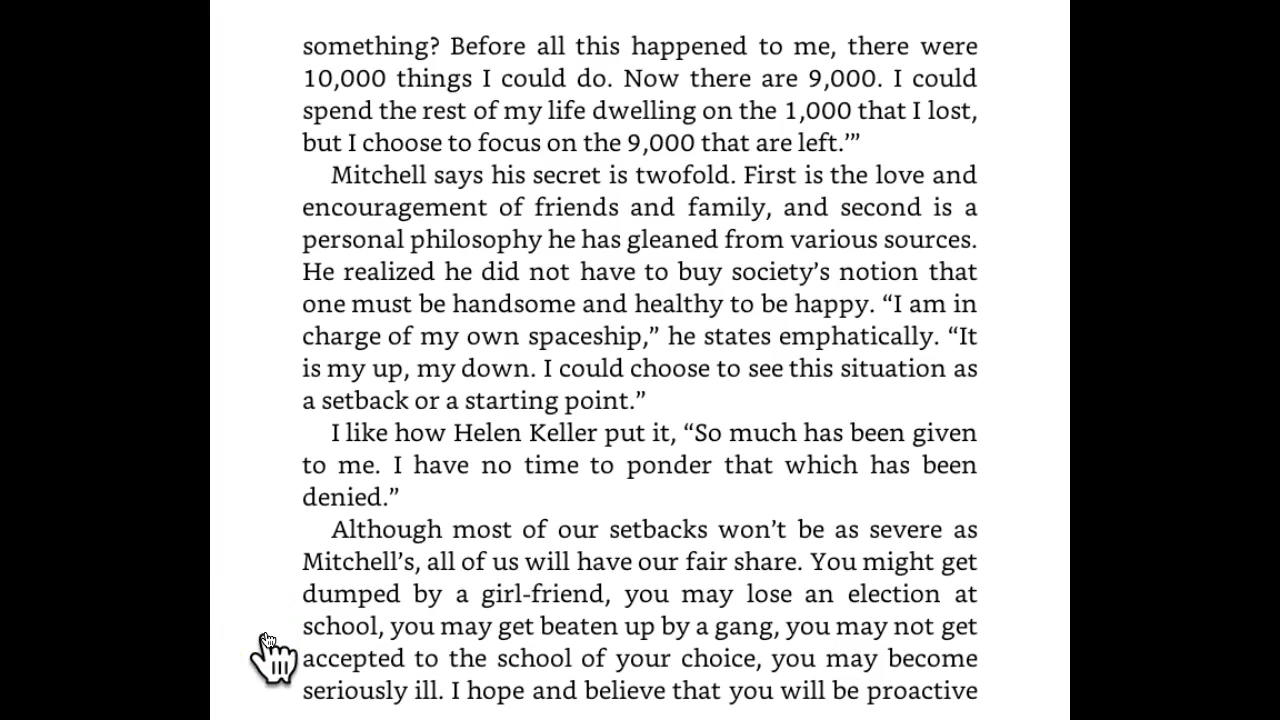 something? Before all this happened to me, there were
10,000 things I could do. Now there are 9,000. I could
spend the rest of my life dwelling on the 1,000 that I lost,
but I choose to focus on the 9,000 that are left.’”
Mitchell says his secret is twofold. First is the love and
encouragement of friends and family, and second is a
personal philosophy he has gleaned from various sources.
He realized he did not have to buy society’s notion that
one must be handsome and healthy to be happy. “I am in
charge of my own spaceship,” he states emphatically. “It
is my up, my down. I could choose to see this situation as
a setback or a starting point.”
I like how Helen Keller put it, “So much has been given
to me. I have no time to ponder that which has been
denied.”
Although most of our setbacks won’t be as severe as
Mitchell’s, all of us will have our fair share. You might get
dumped by a girl-friend, you may lose an election at
school, you may get beaten up by a gang, you may not get
accepted to the school of your choice, you may become
seriously ill. I hope and believe that you will be proactive